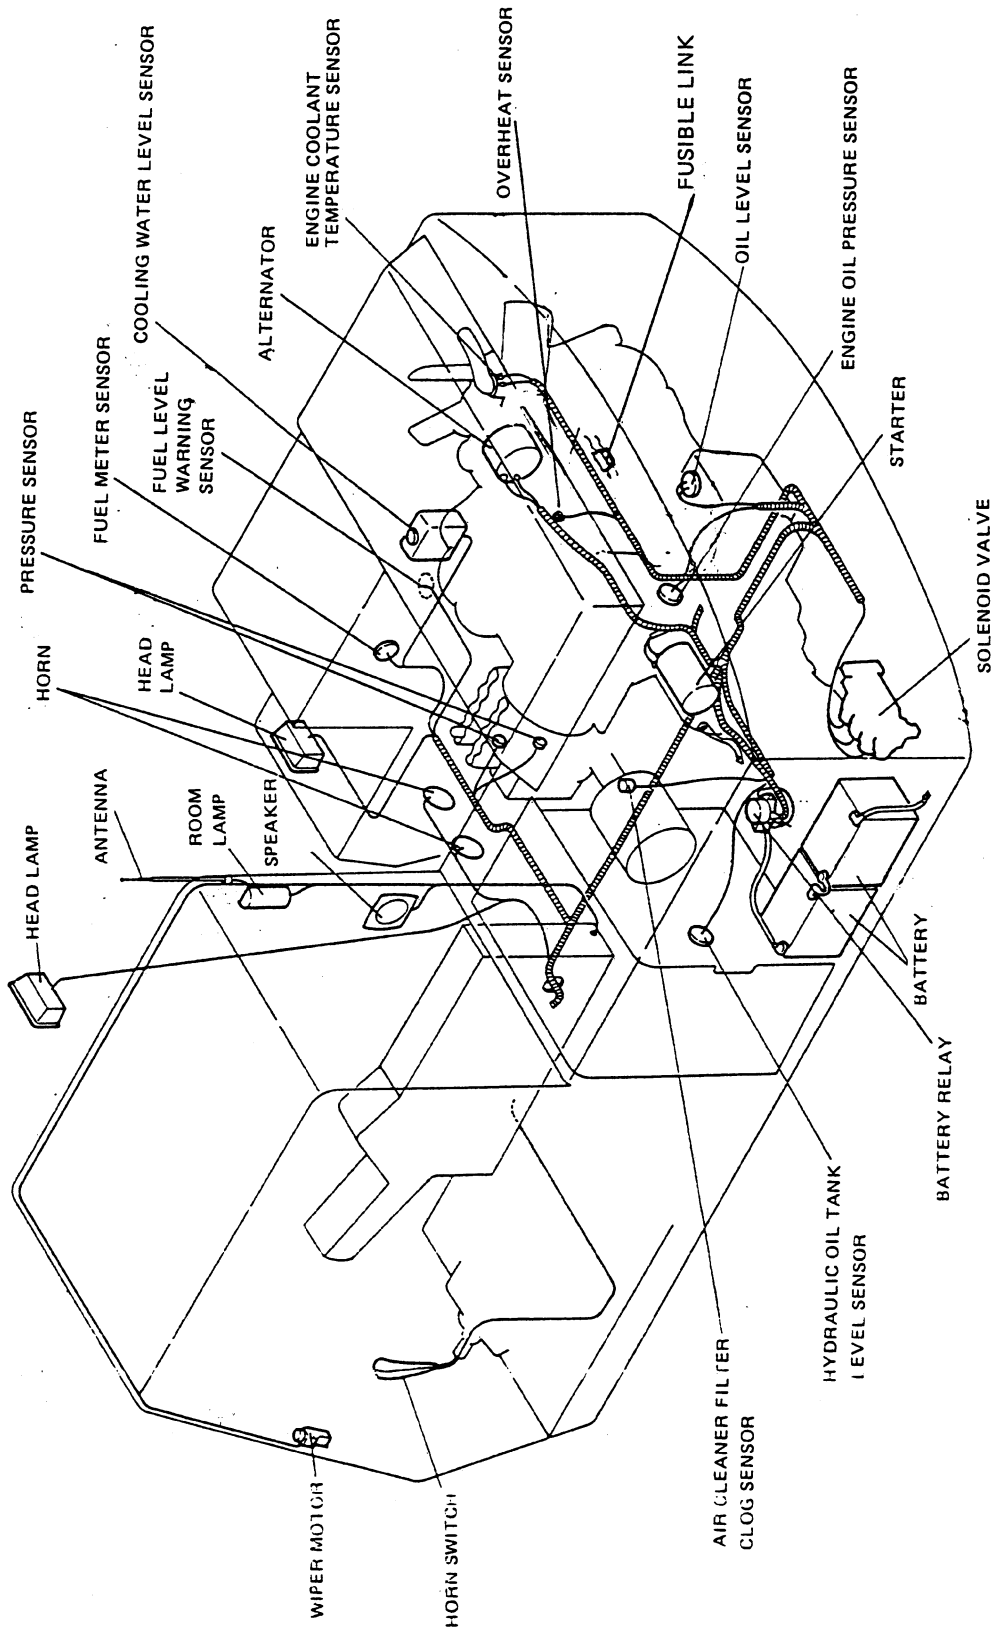 HEAD LAMP
ANTENNA
ROOM
LAMP
SPEAKER
HORN
HEAD
LAMP
PRESSURE SENSOR
FUEL METER SENSOR
FUEL LEVEL
WARNING
SENSOR
COOLING WATER LEVEL SENSOR
ALTERNATOR
ENGINE COOLANT
TEMPERATURE SENSOR
OVERHEAT SENSOR
FUSIBLE LINK
OIL LEVEL SENSOR
ENGINE OIL PRESSURE SENSOR
STARTER
SOLENOID VALVE
WIPER MOTOR
HORN SWITCH
AIR CLEANER FILTER
CLOG SENSOR
HYDRAULIC OIL TANK
LEVEL SENSOR
BATTERY RELAY
BATTERY